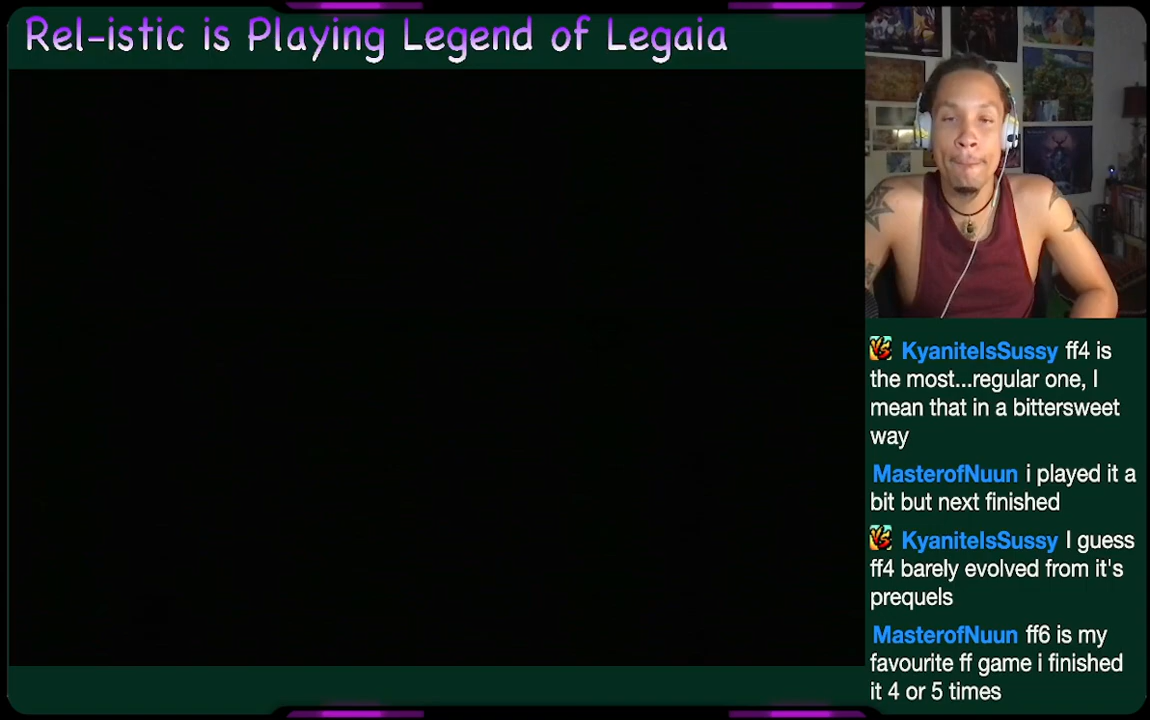 Rel-istic is Playing Legend of Legaia
KyaniteIsSussy ff4 is
the most...regular one, I
mean that in a bittersweet
way
MasterofNuun i played it a
bit but next finished
KyaniteIsSussy I guess
ff4 barely evolved from it's
prequels
MasterofNuun ff6 is my
favourite ff game i finished
it 4 or 5 times